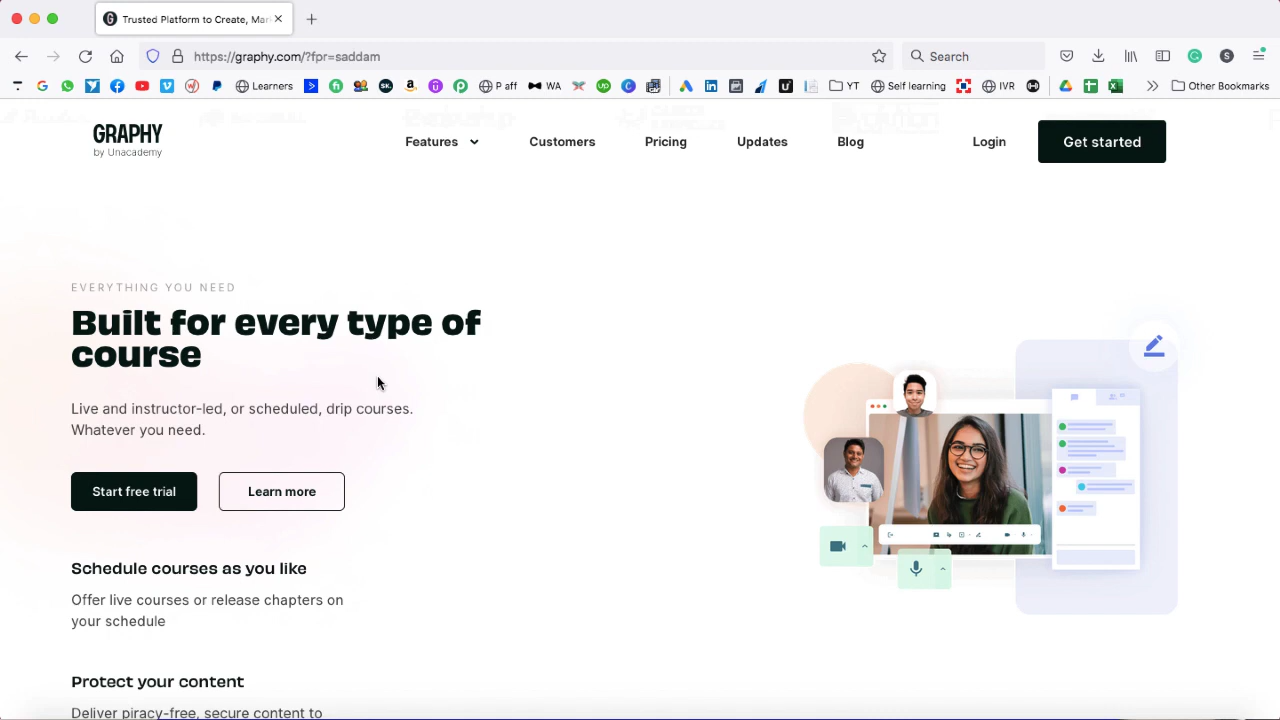 Trusted Platform to Create, Mar
https://graphy.com/?fpr=saddam
Search
Learners
P aff
WA
YT
Self learning
IVR
Other Bookmarks
GRAPHY
by Unacademy
Features
Customers
Pricing
Updates
Blog
Login
Get started
EVERYTHING YOU NEED
Built for every type of
course
Live and instructor-led, or scheduled, drip courses.
Whatever you need.
Start free trial
Learn more
Schedule courses as you like
Offer live courses or release chapters on
your schedule
Protect your content
Deliver piracy-free, secure content to